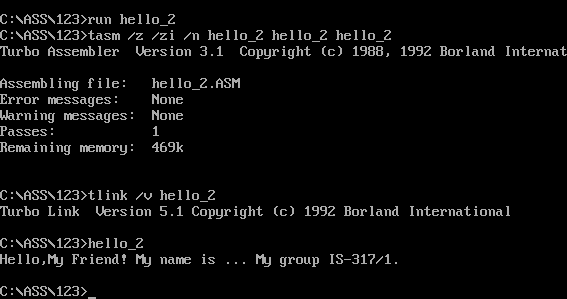 C:\ASS\123>run hello_2
C:\ASS\123>tasm /z /zi /n hello_2 hello_2 hello_2
Turbo Assembler  Version 3.1  Copyright (c) 1988, 1992 Borland Internat
Assembling file:   hello_2.ASM
Error messages:    None
Warning messages:  None
Passes:            1
Remaining memory:  469k
C:\ASS\123>tlink /v hello_2
Turbo Link  Version 5.1 Copyright (c) 1992 Borland International
C:\ASS\123>hello_2
Hello,My Friend! My name is ... My group IS-317/1.
C:\ASS\123>_